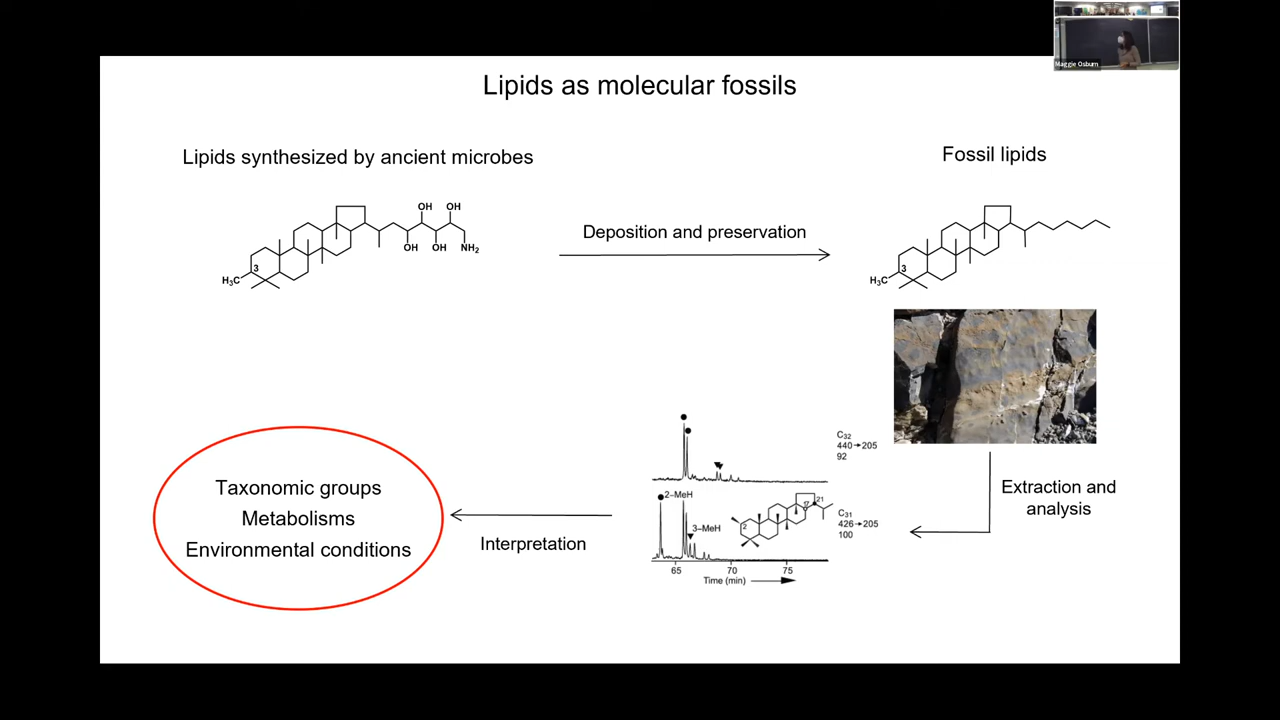 Maggie Osburn
Lipids as molecular fossils
Lipids synthesized by ancient microbes
Fossil lipids
OH
OH
OH
OH
NH₂
H₃C
3
Deposition and preservation
H₃C
3
C₃₂
440→205
92
2–MeH
3–MeH
2
17
21
C₃₁
426→205
100
65
70
75
Time (min)
Extraction and
analysis
Interpretation
Taxonomic groups
Metabolisms
Environmental conditions